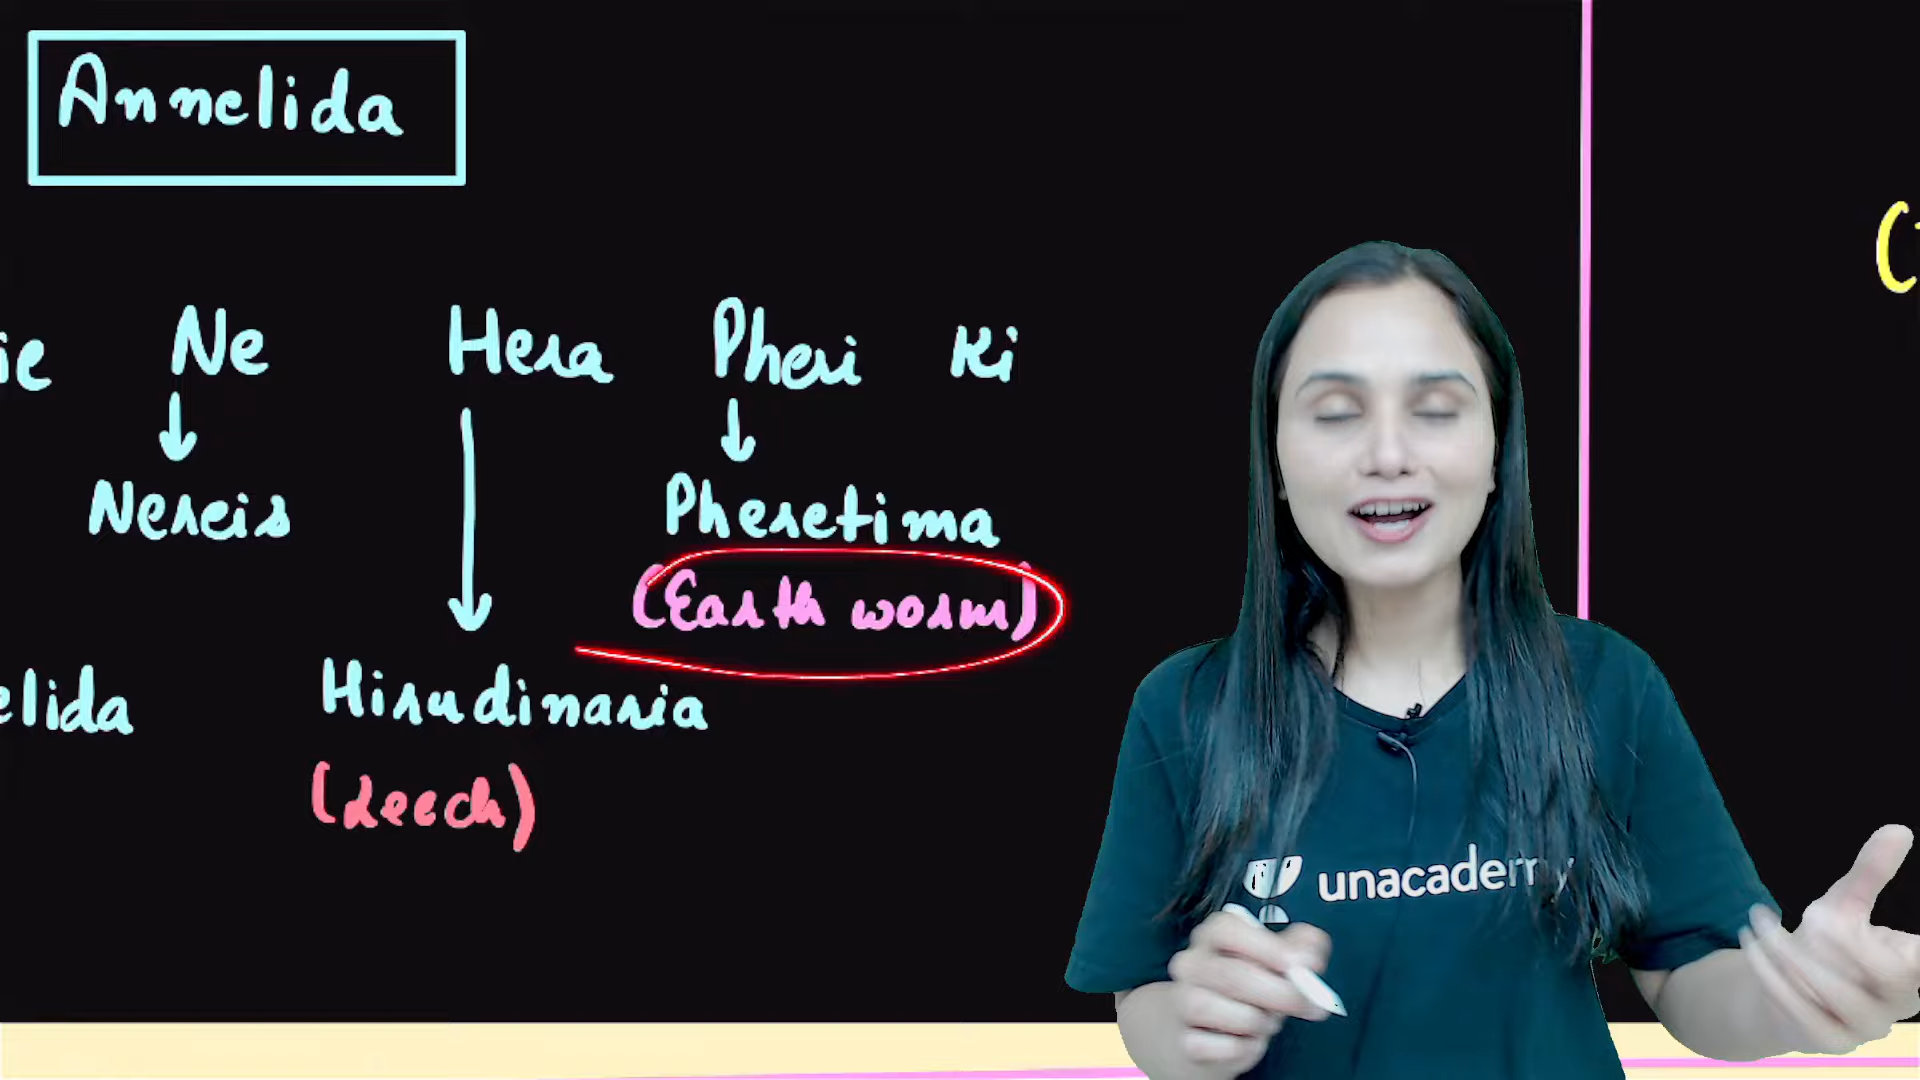 Annelida
ie Ne Hera Pheri Ki
Nereis
Pheretima
(Earth worm)
elida
Hirudinaria
(Leech)
unacademy